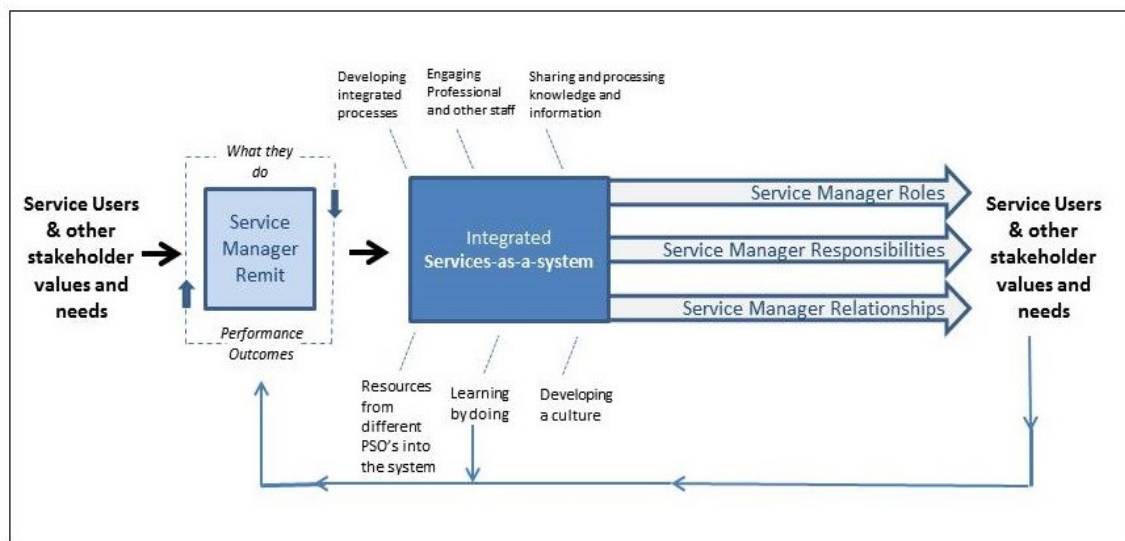 Service Users
& other
stakeholder
values and
needs
What they
do
Service
Manager
Remit
Performance
Outcomes
Developing
integrated
processes
Engaging
Professional
and other staff
Sharing and processing
knowledge and
information
Integrated
Services-as-a-system
Resources
from
different
PSO's into
the system
Learning
by doing
Developing
a culture
Service Manager Roles
Service Manager Responsibilities
Service Manager Relationships
Service Users
& other
stakeholder
values and
needs